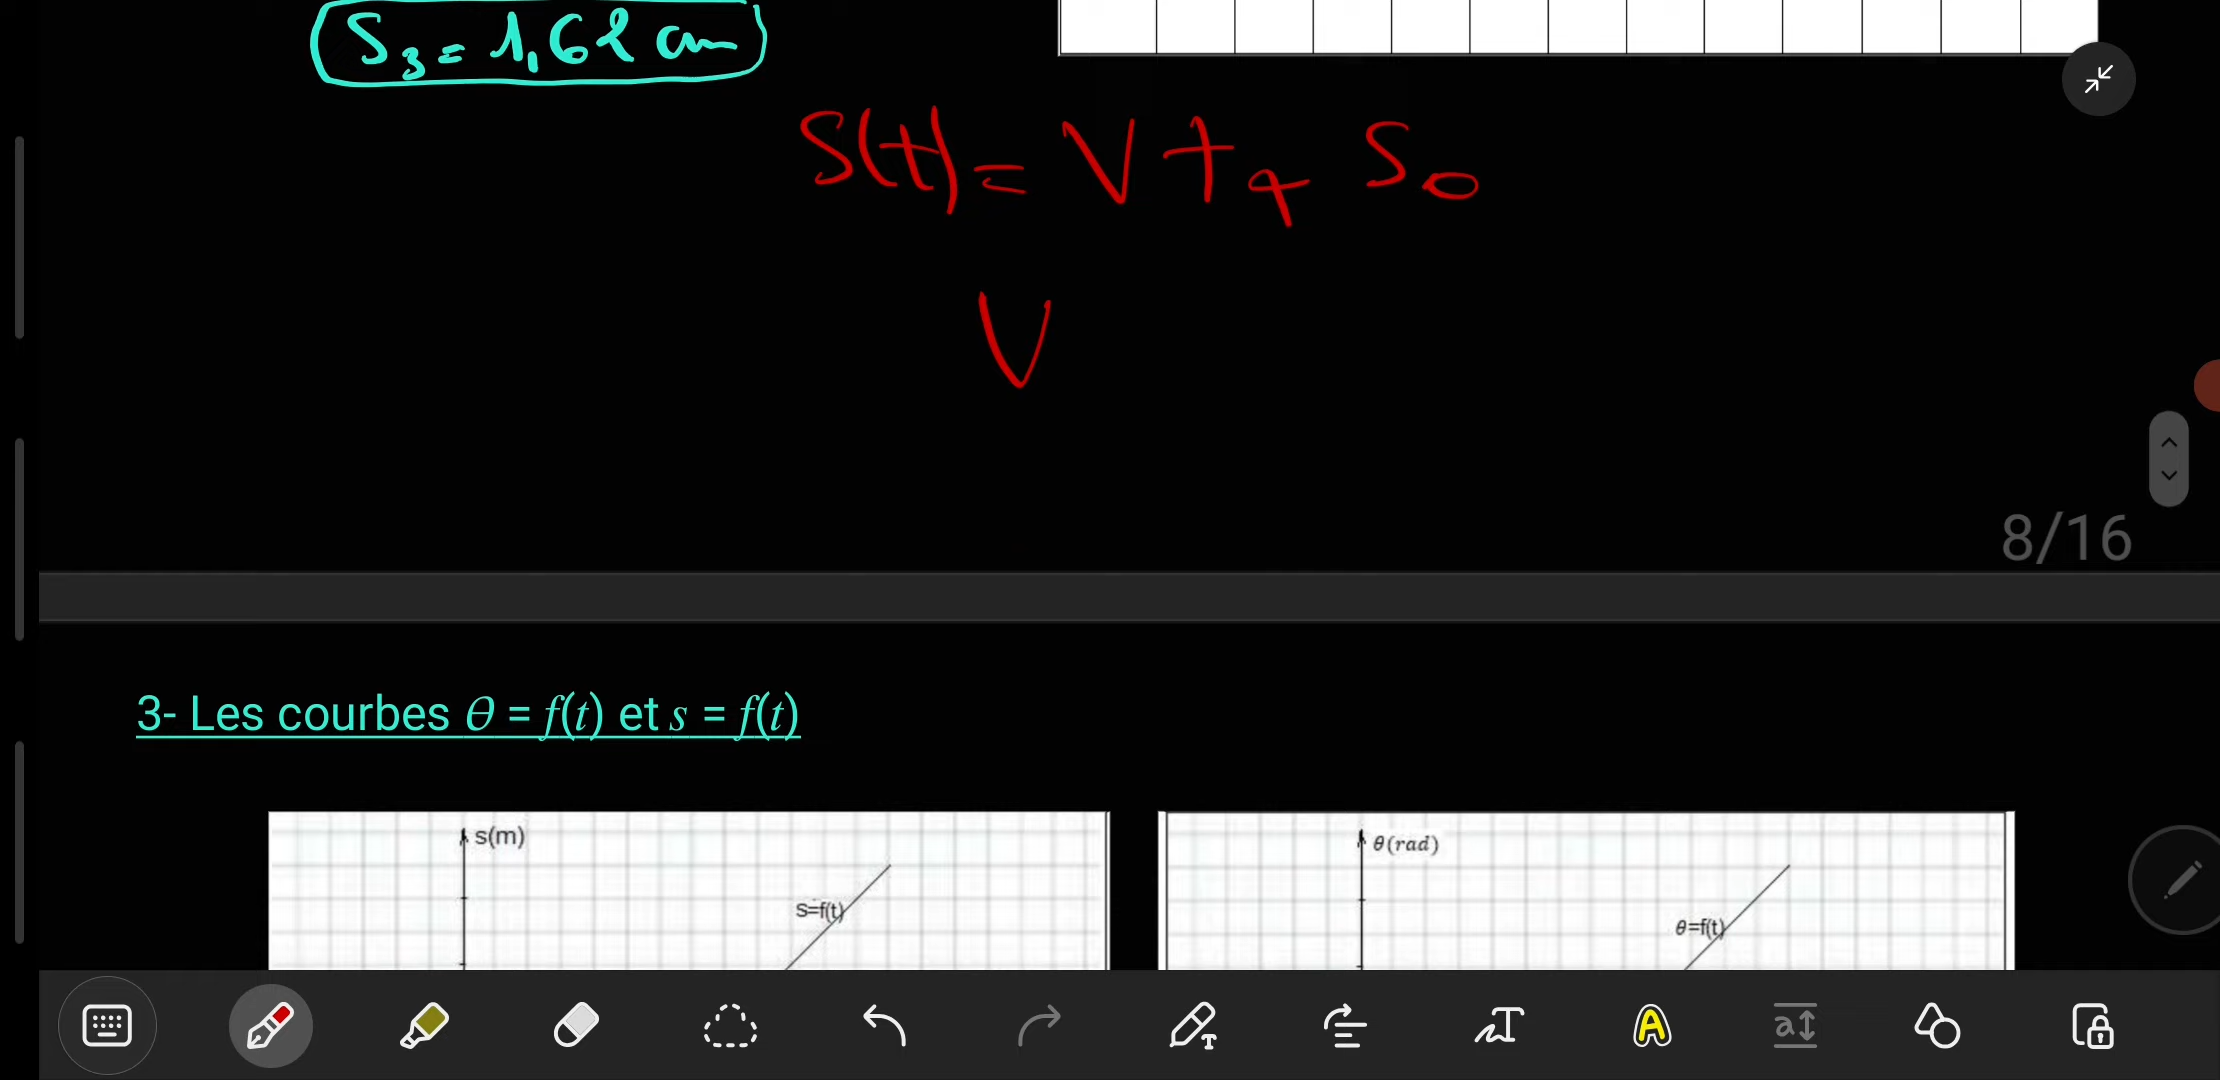 S₃ = 1,62 cm
S(t) = V t + S₀
V
8/16
3- Les courbes θ = f(t) et s = f(t)
s(m)
S=f(t)
θ(rad)
θ=f(t)